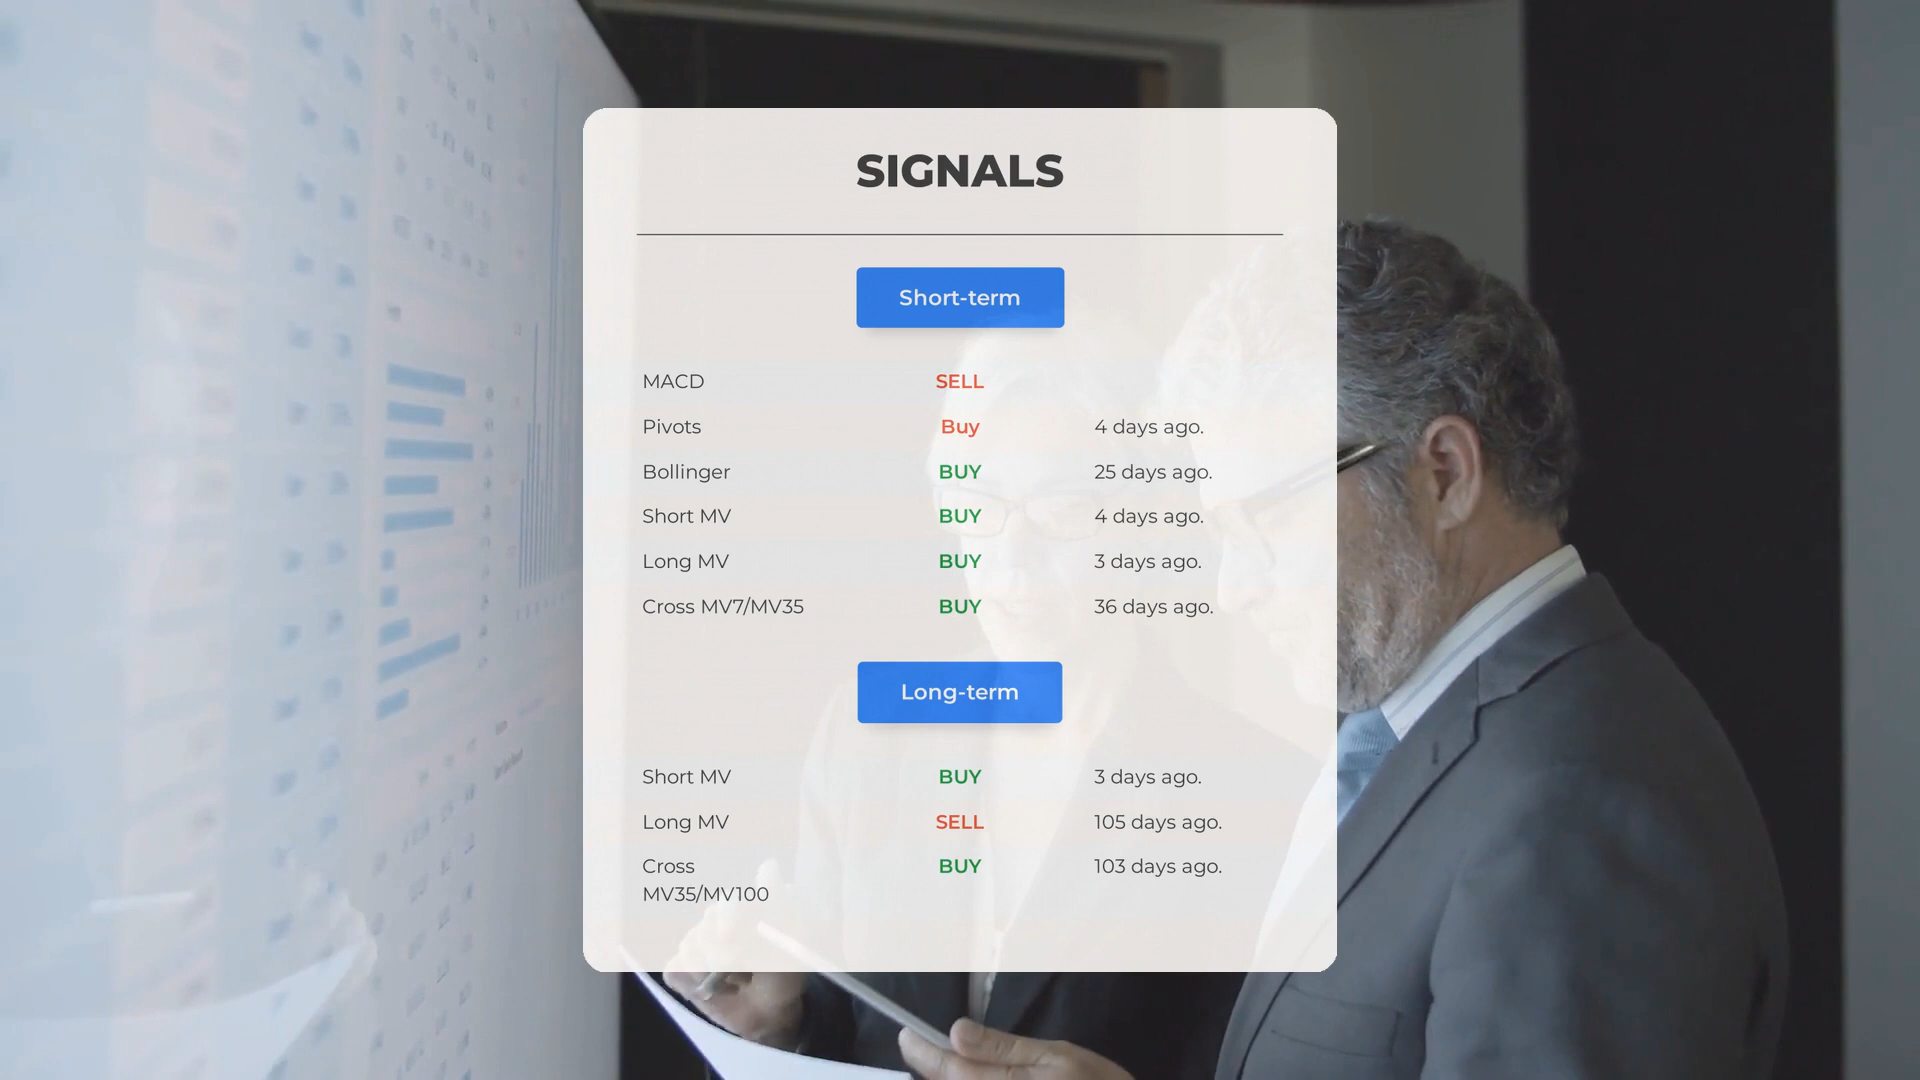 SIGNALS
Short-term
MACD SELL
Pivots Buy 4 days ago.
Bollinger BUY 25 days ago.
Short MV BUY 4 days ago.
Long MV BUY 3 days ago.
Cross MV7/MV35 BUY 36 days ago.
Long-term
Short MV BUY 3 days ago.
Long MV SELL 105 days ago.
Cross BUY 103 days ago.
MV35/MV100